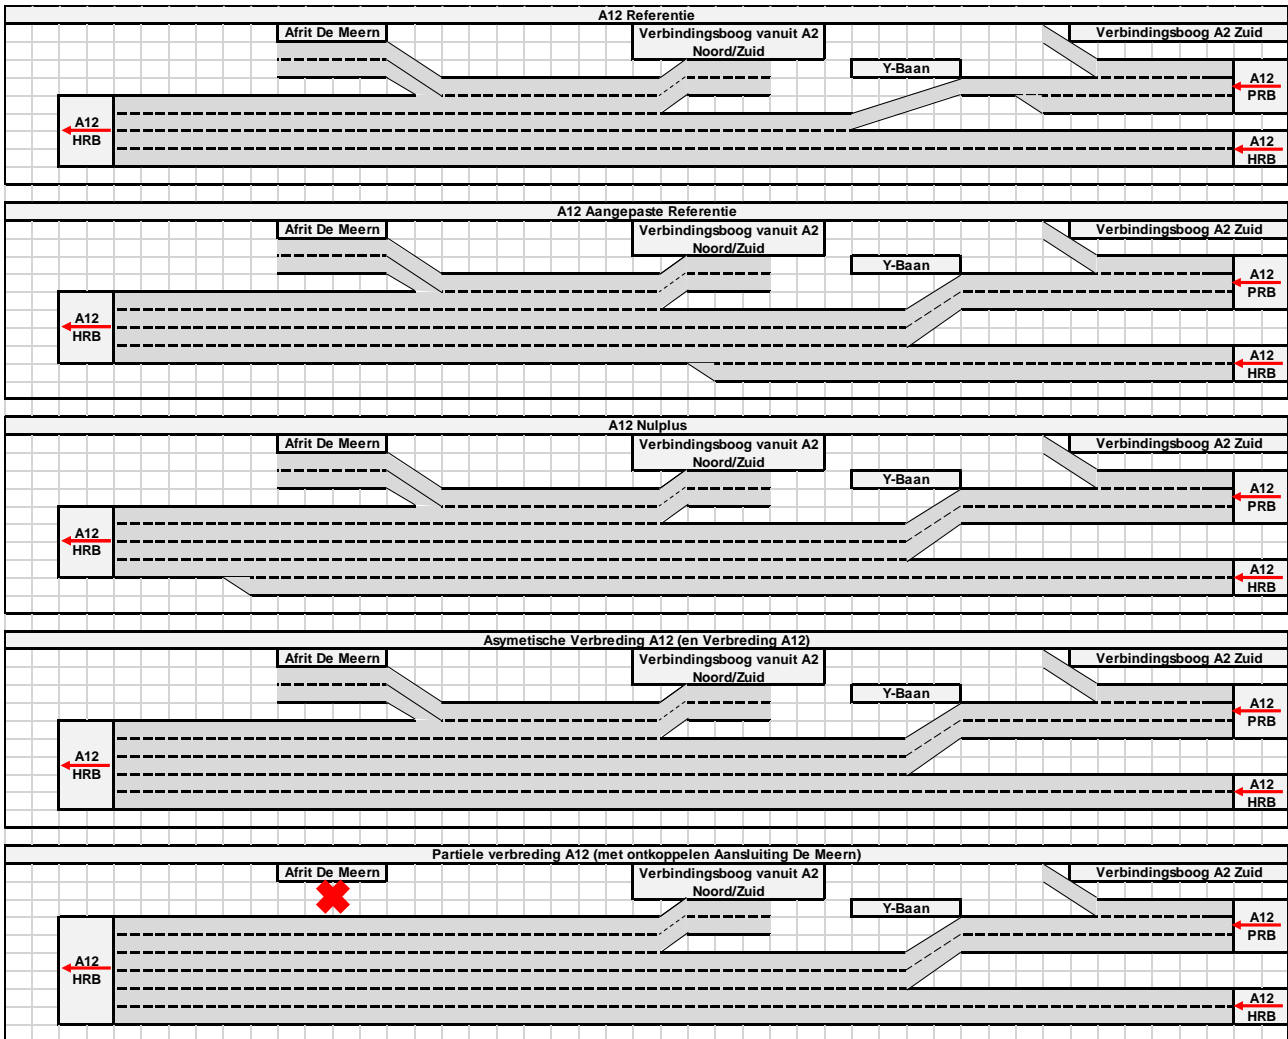 A12 Referentie
Afrit De Meern
Verbindingsboog vanuit A2
Noord/Zuid
Verbindingsboog A2 Zuid
Y-Baan
A12
PRB
A12
HRB
A12
HRB
A12 Aangepaste Referentie
Afrit De Meern
Verbindingsboog vanuit A2
Noord/Zuid
Verbindingsboog A2 Zuid
Y-Baan
A12
PRB
A12
HRB
A12
HRB
A12 Nulplus
Afrit De Meern
Verbindingsboog vanuit A2
Noord/Zuid
Verbindingsboog A2 Zuid
Y-Baan
A12
PRB
A12
HRB
A12
HRB
Asymetische Verbreding A12 (en Verbreding A12)
Afrit De Meern
Verbindingsboog vanuit A2
Noord/Zuid
Verbindingsboog A2 Zuid
Y-Baan
A12
PRB
A12
HRB
A12
HRB
Partiele verbreding A12 (met ontkoppelen Aansluiting De Meern)
Afrit De Meern
Verbindingsboog vanuit A2
Noord/Zuid
Verbindingsboog A2 Zuid
Y-Baan
A12
PRB
A12
HRB
A12
HRB